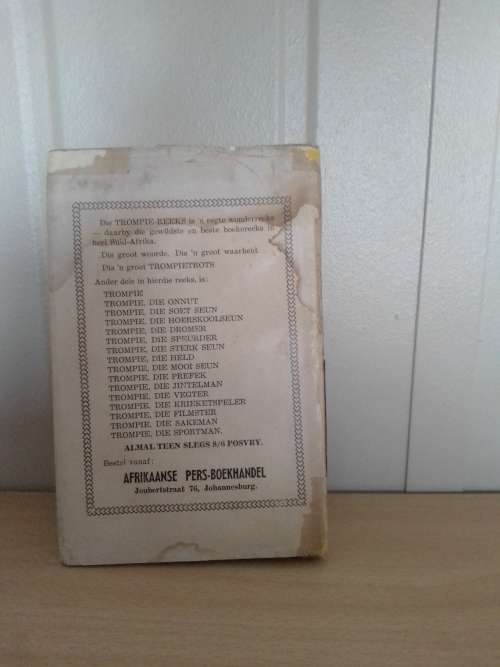 Die TROMPIE-REEKS is 'n egte wonderreeks
— daarby die gewildste en beste boekereeks in
heel Suid-Afrika.
Dis groot woorde. Dis 'n groot waarheid.
Dis 'n groot TROMPIETROTS
Ander dele in hierdie reeks, is:
TROMPIE
TROMPIE, DIE ONNUT
TROMPIE, DIE SOET SEUN
TROMPIE, DIE HOERSKOOLSEUN
TROMPIE, DIE DROMER
TROMPIE, DIE SPEURDER
TROMPIE, DIE STERK SEUN
TROMPIE, DIE HELD
TROMPIE, DIE MOOI SEUN
TROMPIE, DIE PREFEK
TROMPIE, DIE JINTELMAN
TROMPIE, DIE VEGTER
TROMPIE, DIE KRIEKETSPELER
TROMPIE, DIE FILMSTER
TROMPIE, DIE SAKEMAN
TROMPIE, DIE SPORTMAN.
ALMAL TEEN SLEGS 8/6 POSVRY.
Bestel vanaf:
AFRIKAANSE PERS-BOEKHANDEL
Joubertstraat 76, Johannesburg.